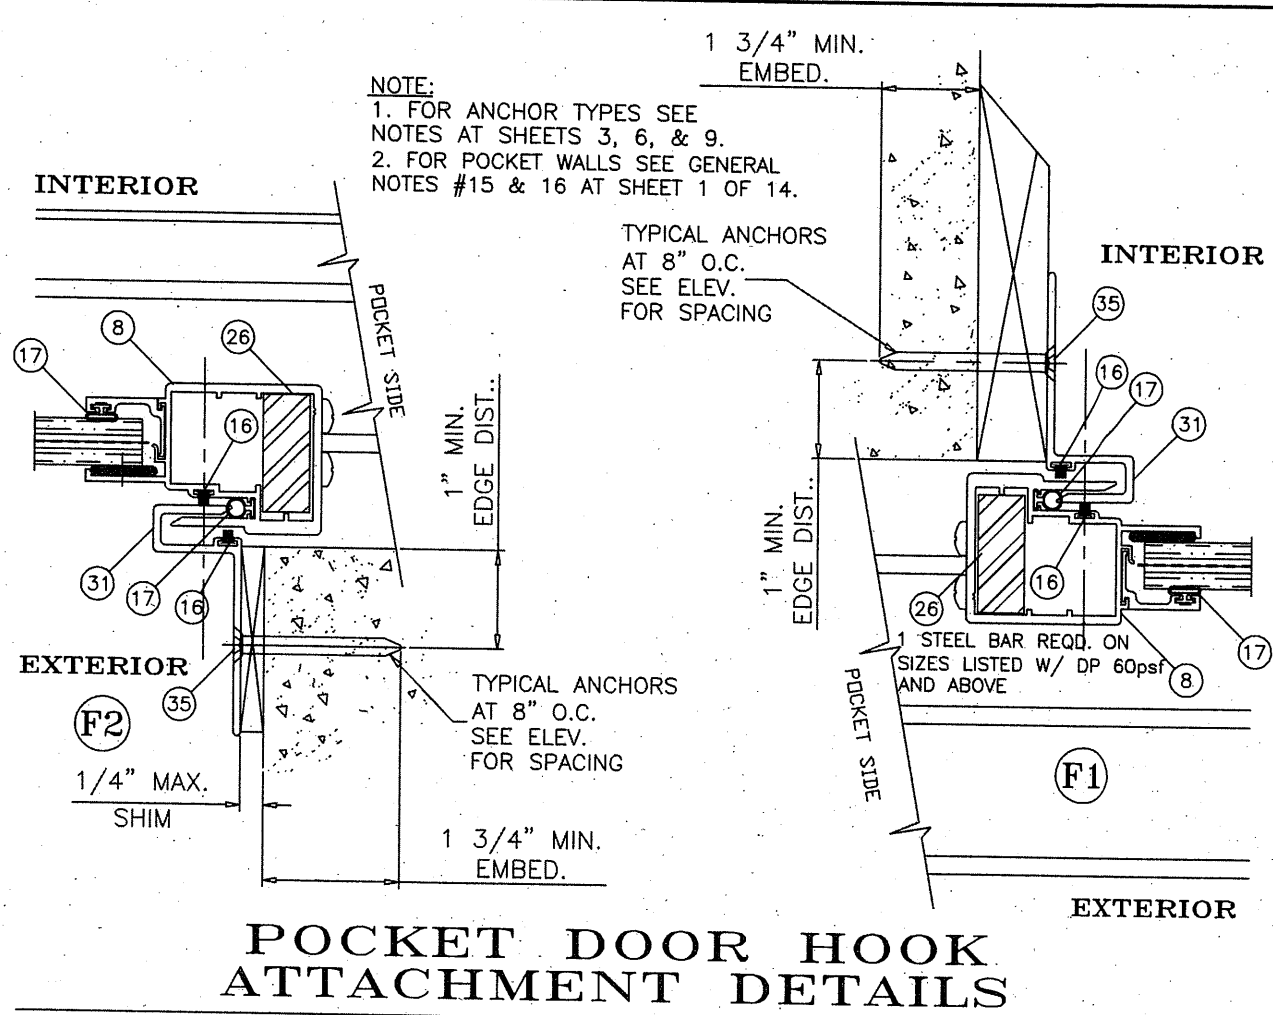 1 3/4" MIN.
EMBED.
NOTE:
1. FOR ANCHOR TYPES SEE
NOTES AT SHEETS 3, 6, & 9.
2. FOR POCKET WALLS SEE GENERAL
NOTES #15 & 16 AT SHEET 1 OF 14.
INTERIOR
TYPICAL ANCHORS
AT 8" O.C.
SEE ELEV.
FOR SPACING
INTERIOR
POCKET SIDE
8
26
17
16
1" MIN.
EDGE DIST..
35
16
17
31
31
17
16
1" MIN.
EDGE DIST..
26
16
17
8
1 STEEL BAR REQD. ON
SIZES LISTED W/ DP 60psf
AND ABOVE
EXTERIOR
35
F2
TYPICAL ANCHORS
AT 8" O.C.
SEE ELEV.
FOR SPACING
POCKET SIDE
F1
1/4" MAX.
SHIM
1 3/4" MIN.
EMBED.
EXTERIOR
POCKET DOOR HOOK
ATTACHMENT DETAILS